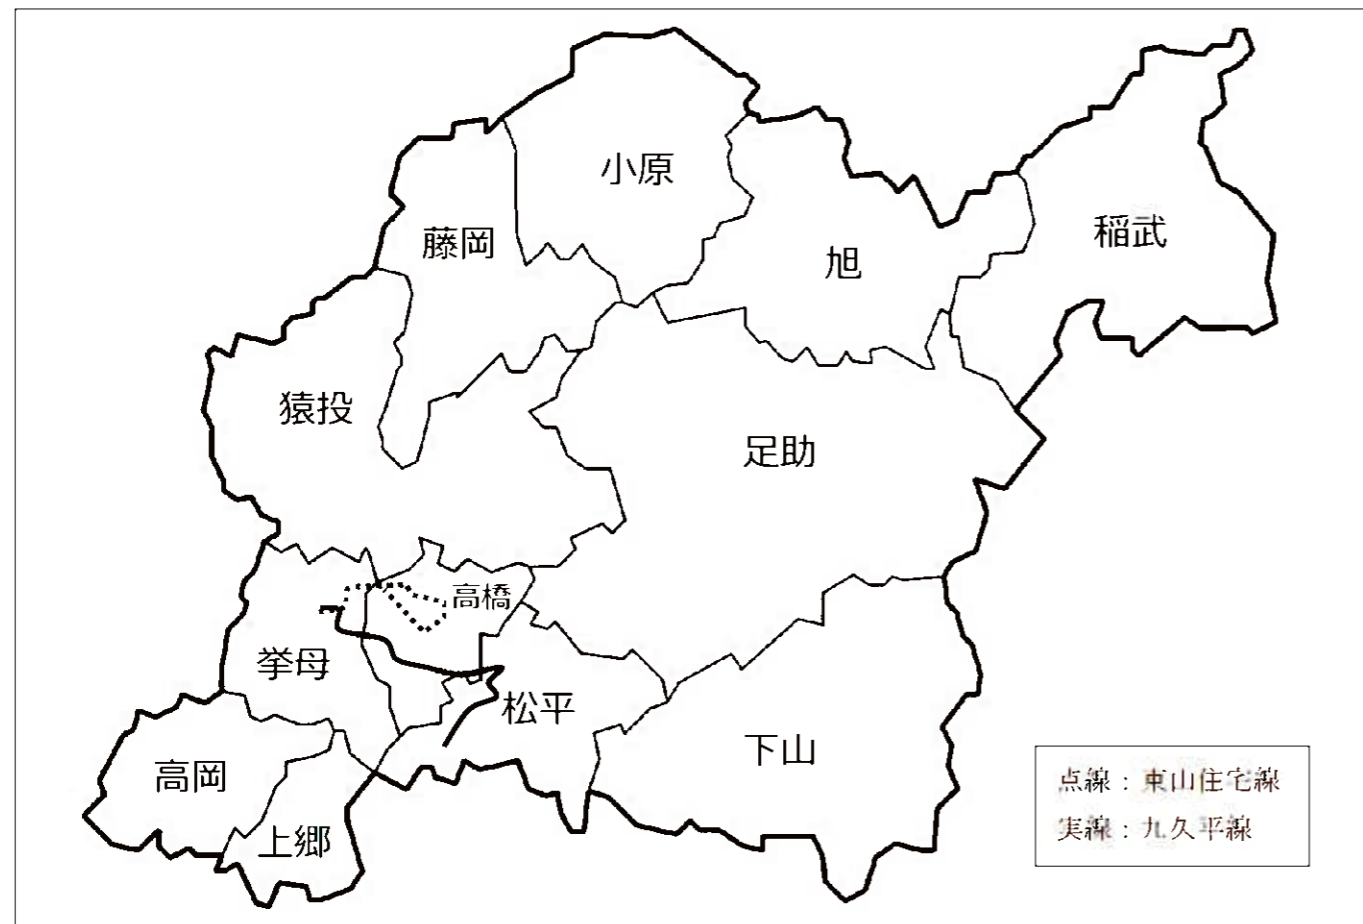 小原
藤岡
旭
稲武
猿投
足助
高橋
挙母
松平
下山
高岡
上郷
点線：東山住宅線
実線：九久平線